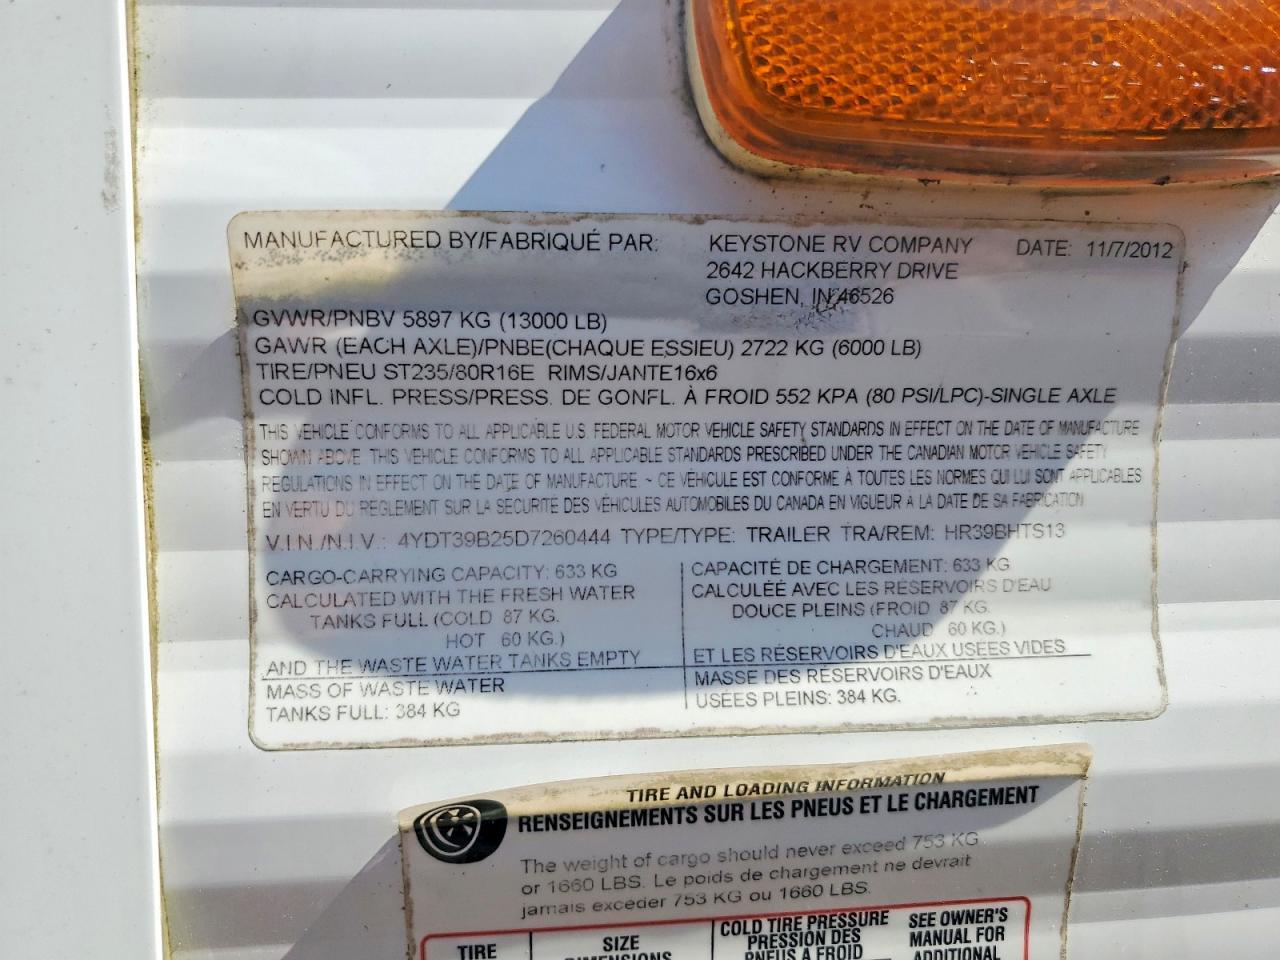 MANUFACTURED BY/FABRIQUÉ PAR: KEYSTONE RV COMPANY DATE: 11/7/2012
2642 HACKBERRY DRIVE
GOSHEN, IN 46526
GVWR/PNBV 5897 KG (13000 LB)
GAWR (EACH AXLE)/PNBE(CHAQUE ESSIEU) 2722 KG (6000 LB)
TIRE/PNEU ST235/80R16E RIMS/JANTE16x6
COLD INFL. PRESS/PRESS. DE GONFL. À FROID 552 KPA (80 PSI/LPC)-SINGLE AXLE
THIS VEHICLE CONFORMS TO ALL APPLICABLE U.S. FEDERAL MOTOR VEHICLE SAFETY STANDARDS IN EFFECT ON THE DATE OF MANUFACTURE
SHOWN ABOVE. THIS VEHICLE CONFORMS TO ALL APPLICABLE STANDARDS PRESCRIBED UNDER THE CANADIAN MOTOR VEHICLE SAFETY
REGULATIONS IN EFFECT ON THE DATE OF MANUFACTURE ~ CE VÉHICULE EST CONFORME À TOUTES LES NORMES QUI LUI SONT APPLICABLES
EN VERTU DU REGLEMENT SUR LA SÉCURITÉ DES VÉHICULES AUTOMOBILES DU CANADA EN VIGUEUR À LA DATE DE SA FABRICATION
V.I.N./N.I.V.: 4YDT39B25D7260444 TYPE/TYPE: TRAILER TRA/REM: HR39BHTS13
CARGO-CARRYING CAPACITY: 633 KG
CALCULATED WITH THE FRESH WATER
TANKS FULL (COLD 87 KG.
HOT 60 KG.)
AND THE WASTE WATER TANKS EMPTY
MASS OF WASTE WATER
TANKS FULL: 384 KG
CAPACITÉ DE CHARGEMENT: 633 KG
CALCULÉE AVEC LES RÉSERVOIRS D'EAU
DOUCE PLEINS (FROID 87 KG.
CHAUD 60 KG.)
ET LES RÉSERVOIRS D'EAUX USÉES VIDES
MASSE DES RÉSERVOIRS D'EAUX
USÉES PLEINS: 384 KG.
TIRE AND LOADING INFORMATION
RENSEIGNEMENTS SUR LES PNEUS ET LE CHARGEMENT
The weight of cargo should never exceed 753 KG
or 1660 LBS. Le poids de chargement ne devrait
jamais exceder 753 KG ou 1660 LBS.
TIRE
SIZE
DIMENSIONS
COLD TIRE PRESSURE
PRESSION DES
PNEUS A FROID
SEE OWNER'S
MANUAL FOR
ADDITIONAL